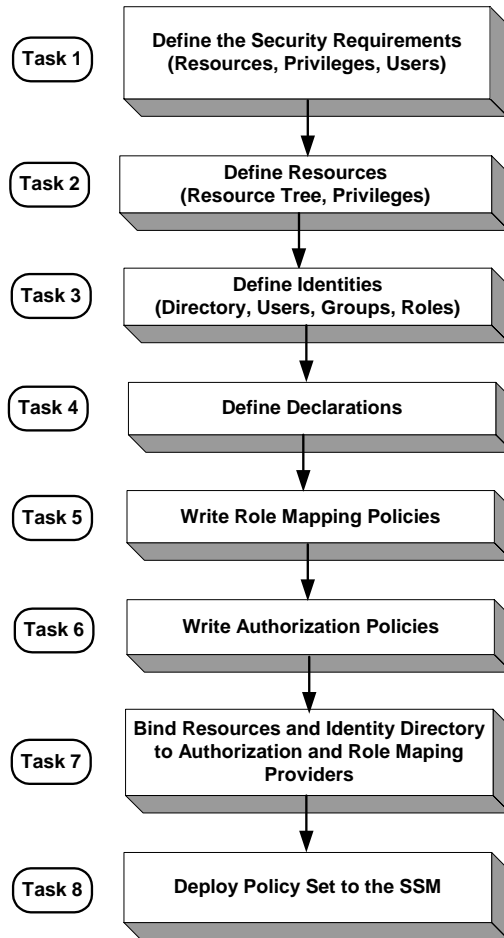 Task 1
Define the Security Requirements
(Resources, Privileges, Users)
Task 2
Define Resources
(Resource Tree, Privileges)
Task 3
Define Identities
(Directory, Users, Groups, Roles)
Task 4
Define Declarations
Task 5
Write Role Mapping Policies
Task 6
Write Authorization Policies
Task 7
Bind Resources and Identity Directory
to Authorization and Role Maping
Providers
Task 8
Deploy Policy Set to the SSM